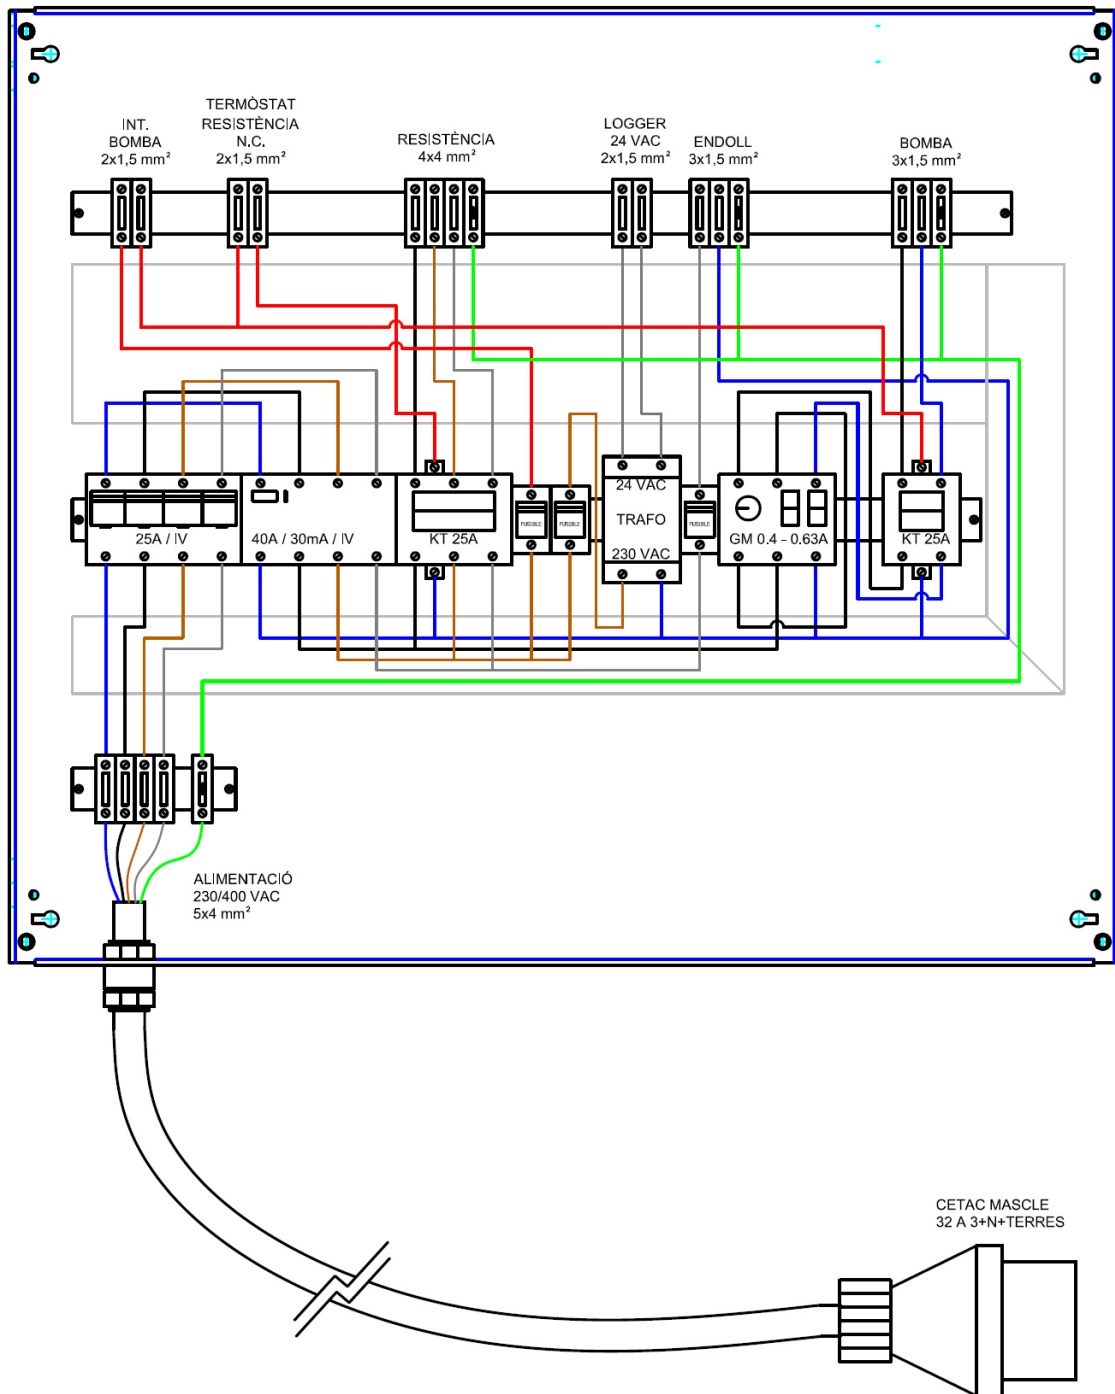 INT.
BOMBA
2x1,5 mm²
TERMÒSTAT
RESISTÈNCIA
N.C.
2x1,5 mm²
RESISTÈNCIA
4x4 mm²
LOGGER
24 VAC
2x1,5 mm²
ENDOLL
3x1,5 mm²
BOMBA
3x1,5 mm²
25A / IV
40A / 30mA / IV
KT 25A
FUSIBLE
FUSIBLE
24 VAC
TRAFO
230 VAC
FUSIBLE
GM 0.4 - 0.63A
KT 25A
ALIMENTACIÓ
230/400 VAC
5x4 mm²
CETAC MASCLE
32 A 3+N+TERRES